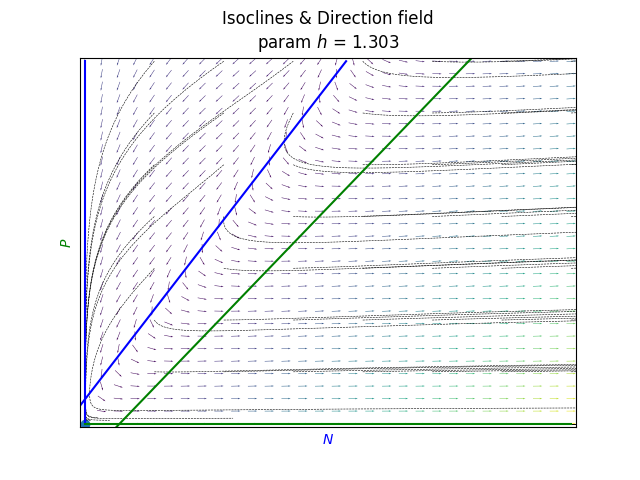 Isoclines & Direction field
param h = 1.303
P
N